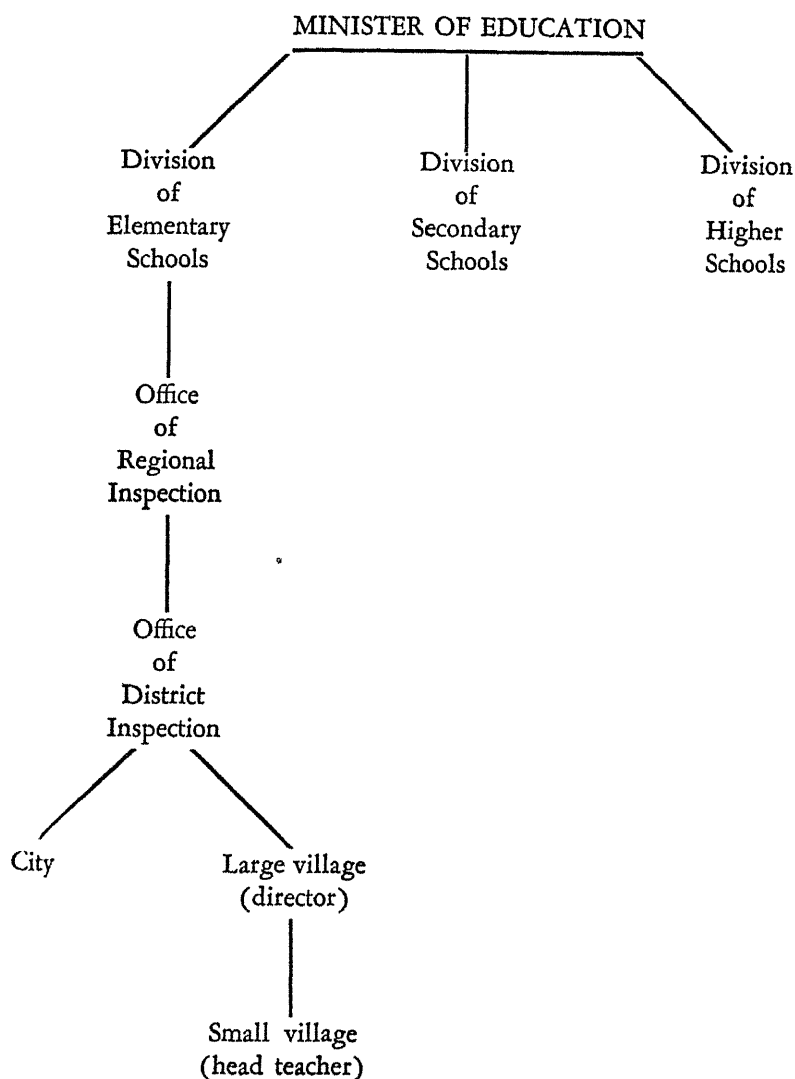 MINISTER OF EDUCATION
Division
of
Elementary
Schools
Division
of
Secondary
Schools
Division
of
Higher
Schools
Office
of
Regional
Inspection
Office
of
District
Inspection
City
Large village
(director)
Small village
(head teacher)